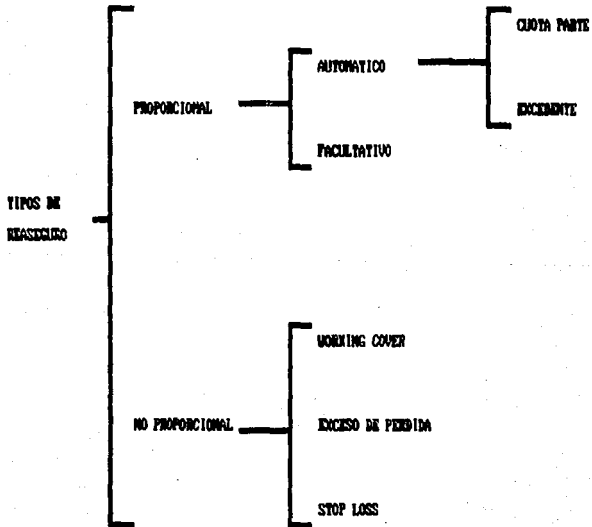 CUOTA PARTE
AUTOMATICO
PROPORCIONAL
EXCEDENTE
FACULTATIVO
TIPOS DE
REASEGURO
WORKING COVER
NO PROPORCIONAL
EXCESO DE PERDIDA
STOP LOSS